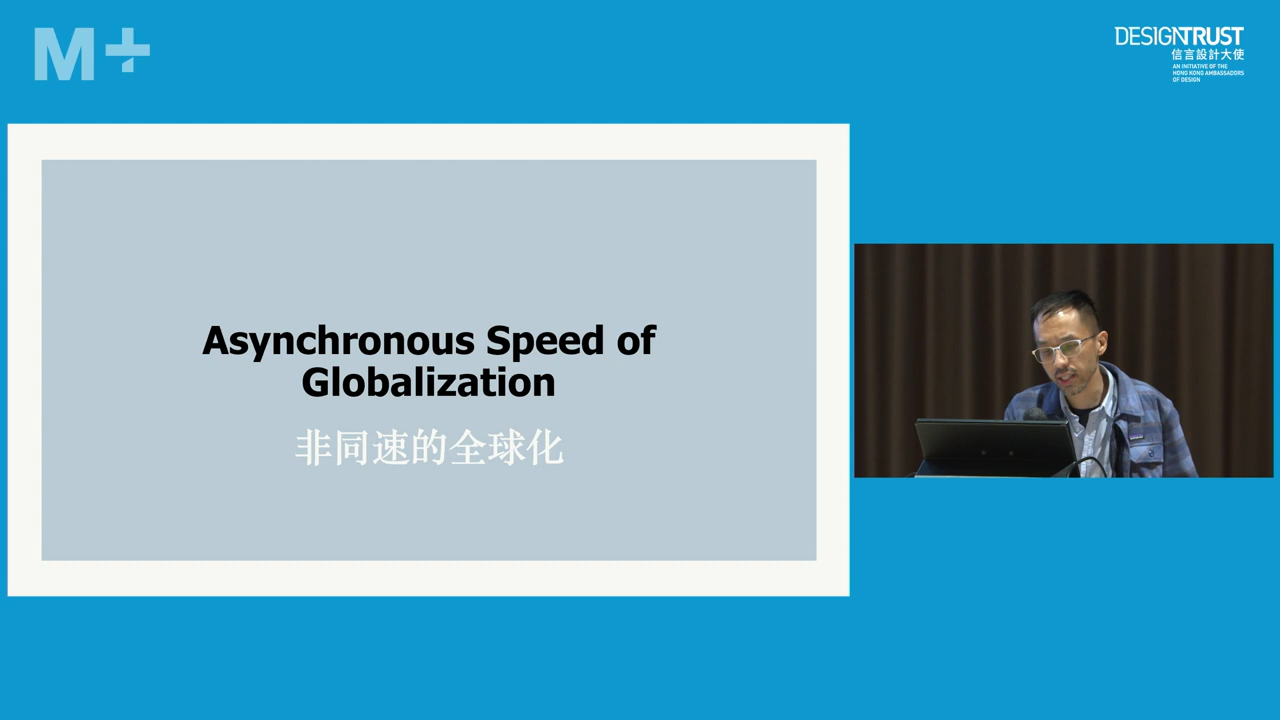 M+
DESIGNTRUST
信言設計大使
AN INITIATIVE OF THE
HONG KONG AMBASSADORS
OF DESIGN
Asynchronous Speed of
Globalization
非同速的全球化